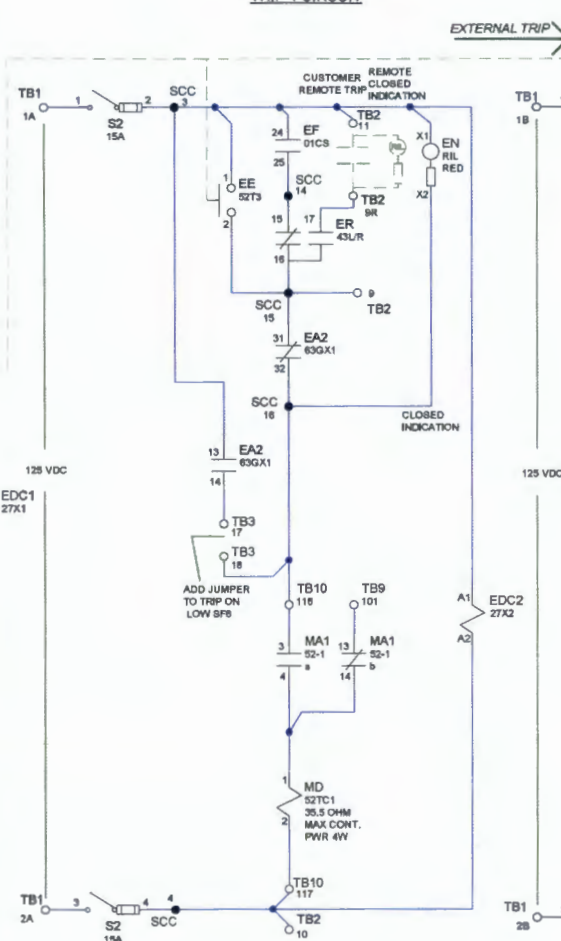 EXTERNAL TRIP
CUSTOMER
REMOTE TRIP
REMOTE
CLOSED
INDICATION
TB1
1A
1
2
S2
15A
SCC
3
TB2
11
24
EF
01CS
25
X1
EN
RIL
RED
X2
TB1
1B
1
EE
52T3
2
SCC
14
TB2
9R
15
17
ER
43L/R
16
SCC
15
9
TB2
31
EA2
63GX1
32
SCC
16
CLOSED
INDICATION
13
EA2
63GX1
14
125 VDC
125 VDC
EDC1
27X1
TB3
17
TB3
18
ADD JUMPER
TO TRIP ON
LOW SF6
TB10
116
TB9
101
A1
EDC2
27X2
A2
3
MA1
52-1
a
4
13
MA1
52-1
b
14
1
MD
52TC1
35.5 OHM
MAX CONT.
PWR 4W
2
TB10
117
TB1
2A
3
4
S2
15A
4
SCC
TB2
10
TB1
2B